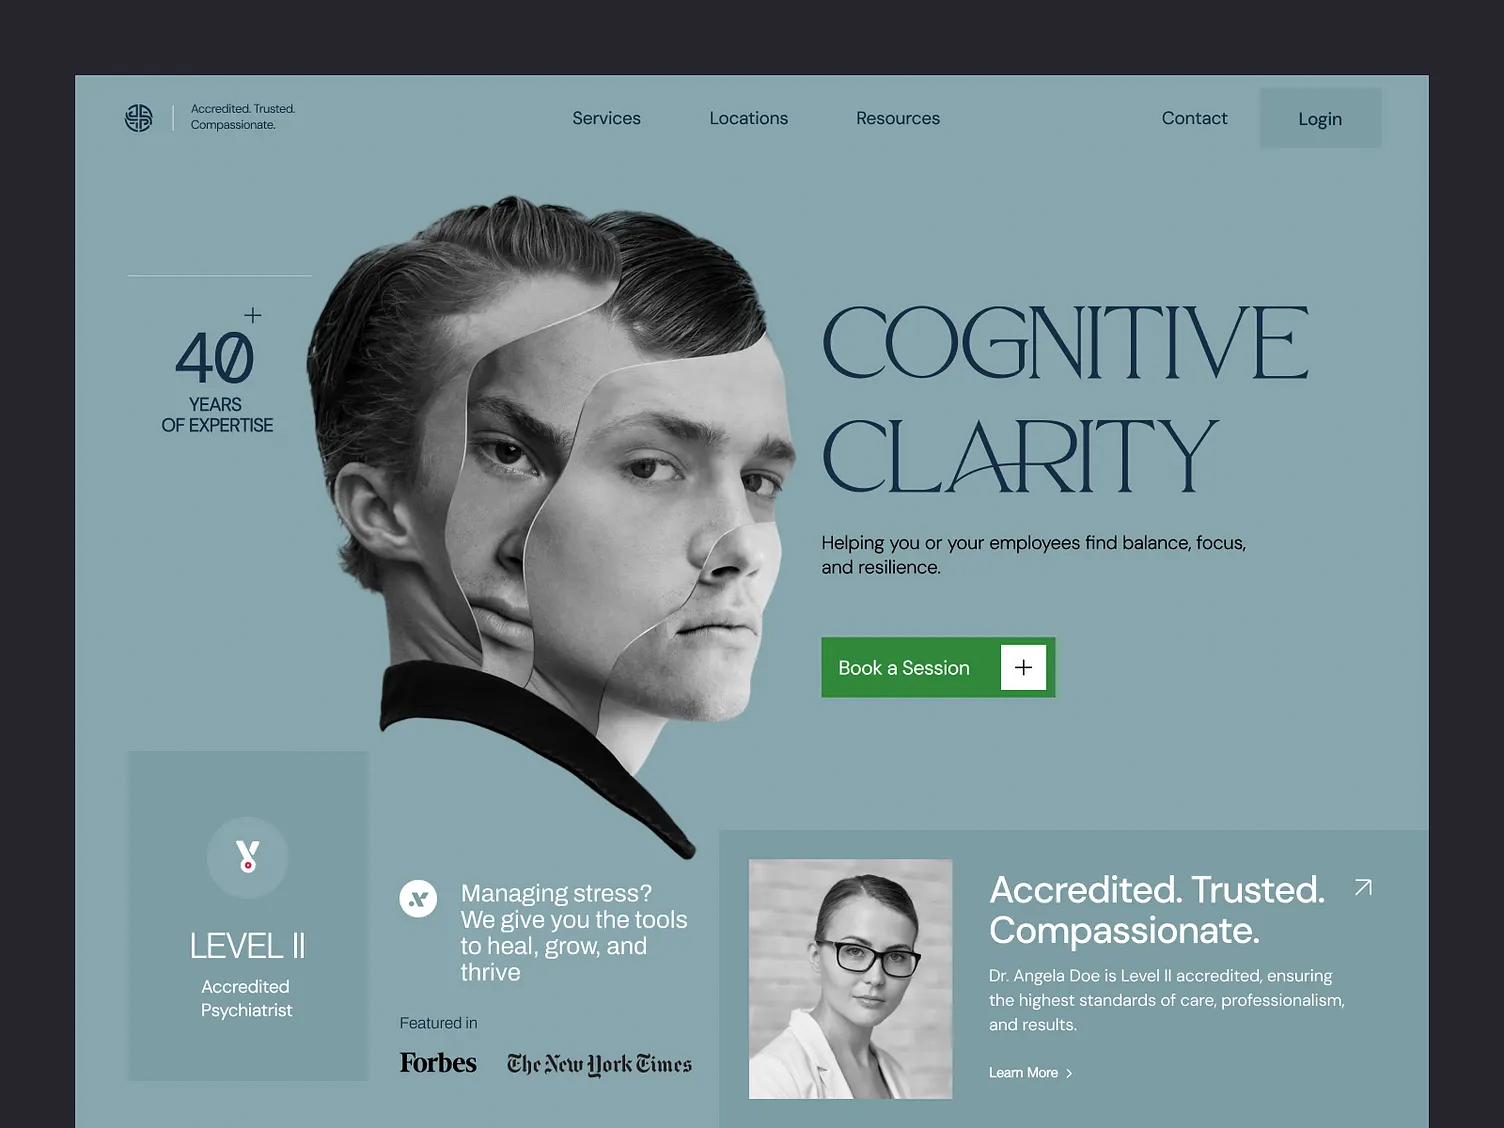 Accredited. Trusted.
Compassionate.
Services
Locations
Resources
Contact
Login
40+
YEARS
OF EXPERTISE
COGNITIVE
CLARITY
Helping you or your employees find balance, focus,
and resilience.
Book a Session
LEVEL II
Accredited
Psychiatrist
Managing stress?
We give you the tools
to heal, grow, and
thrive
Featured in
Forbes
The New York Times
Accredited. Trusted.
Compassionate.
Dr. Angela Doe is Level II accredited, ensuring
the highest standards of care, professionalism,
and results.
Learn More